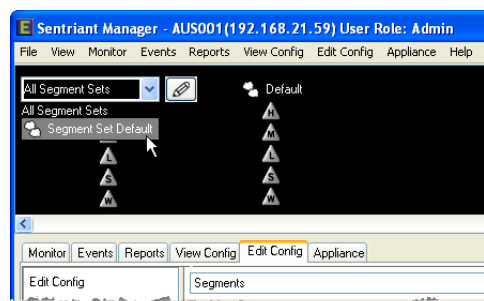 E Sentriant Manager - AUS001(192.168.21.59) User Role: Admin
File View Monitor Events Reports View Config Edit Config Appliance Help
All Segment Sets
Default
All Segment Sets
H
Segment Set Default
M
L L
S S
W W
Monitor Events Reports View Config Edit Config Appliance
Edit Config
Segments